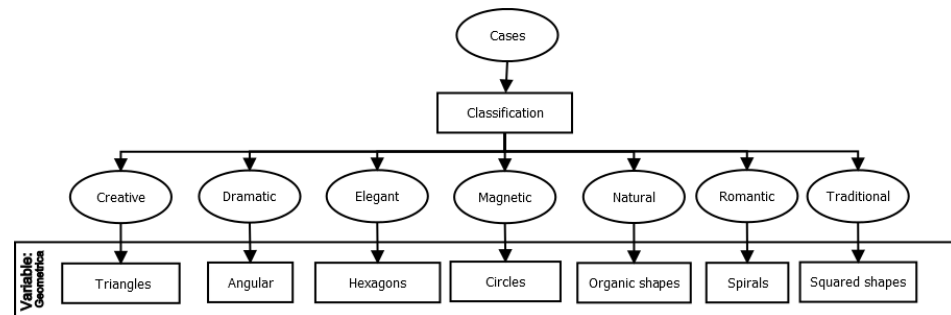 Cases
Classification
Creative
Dramatic
Elegant
Magnetic
Natural
Romantic
Traditional
Variable:
Geometrica
Triangles
Angular
Hexagons
Circles
Organic shapes
Spirals
Squared shapes